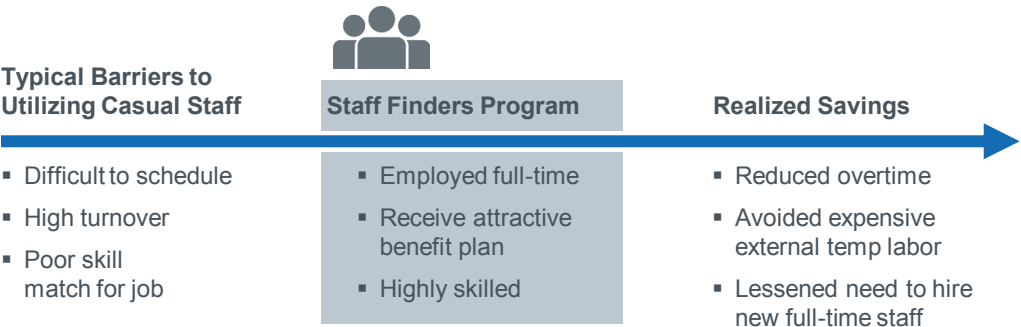 Typical Barriers to
Utilizing Casual Staff
▪ Difficult to schedule
▪ High turnover
▪ Poor skill
match for job
Staff Finders Program
▪ Employed full-time
▪ Receive attractive
benefit plan
▪ Highly skilled
Realized Savings
▪ Reduced overtime
▪ Avoided expensive
external temp labor
▪ Lessened need to hire
new full-time staff